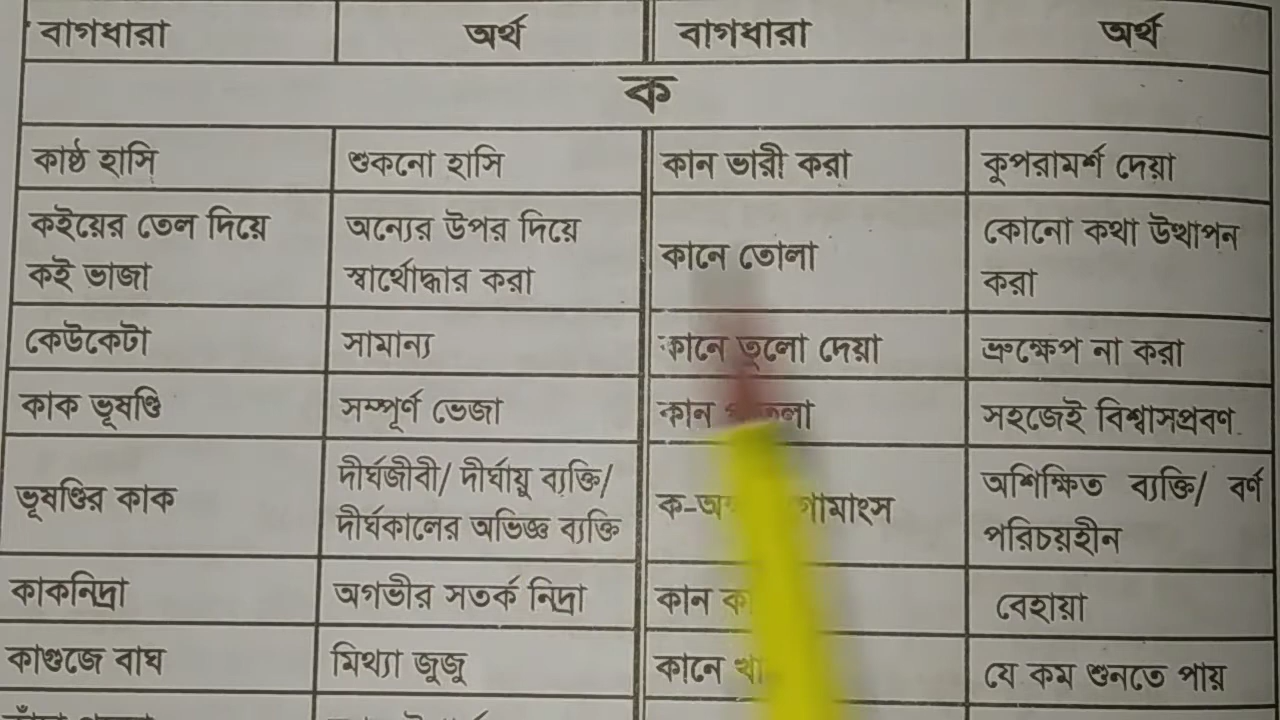 বাগধারা অর্থ বাগধারা অর্থ
ক
কাষ্ঠ হাসি শুকনো হাসি কান ভারী করা কুপরামর্শ দেয়া
কইয়ের তেল দিয়ে কই ভাজা অন্যের উপর দিয়ে স্বার্থোদ্ধার করা কানে তোলা কোনো কথা উত্থাপন করা
কেউকেটা সামান্য কানে তুলো দেয়া ভ্রুক্ষেপ না করা
কাক ভূষণ্ডি সম্পূর্ণ ভেজা কান সহজেই বিশ্বাসপ্রবণ
ভূষণ্ডির কাক দীর্ঘজীবী/ দীর্ঘায়ু ব্যক্তি/ দীর্ঘকালের অভিজ্ঞ ব্যক্তি অশিক্ষিত ব্যক্তি/ বর্ণ পরিচয়হীন
কাকনিদ্রা অগভীর সতর্ক নিদ্রা কান বেহায়া
কাগুজে বাঘ মিথ্যা জুজু কানে যে কম শুনতে পায়